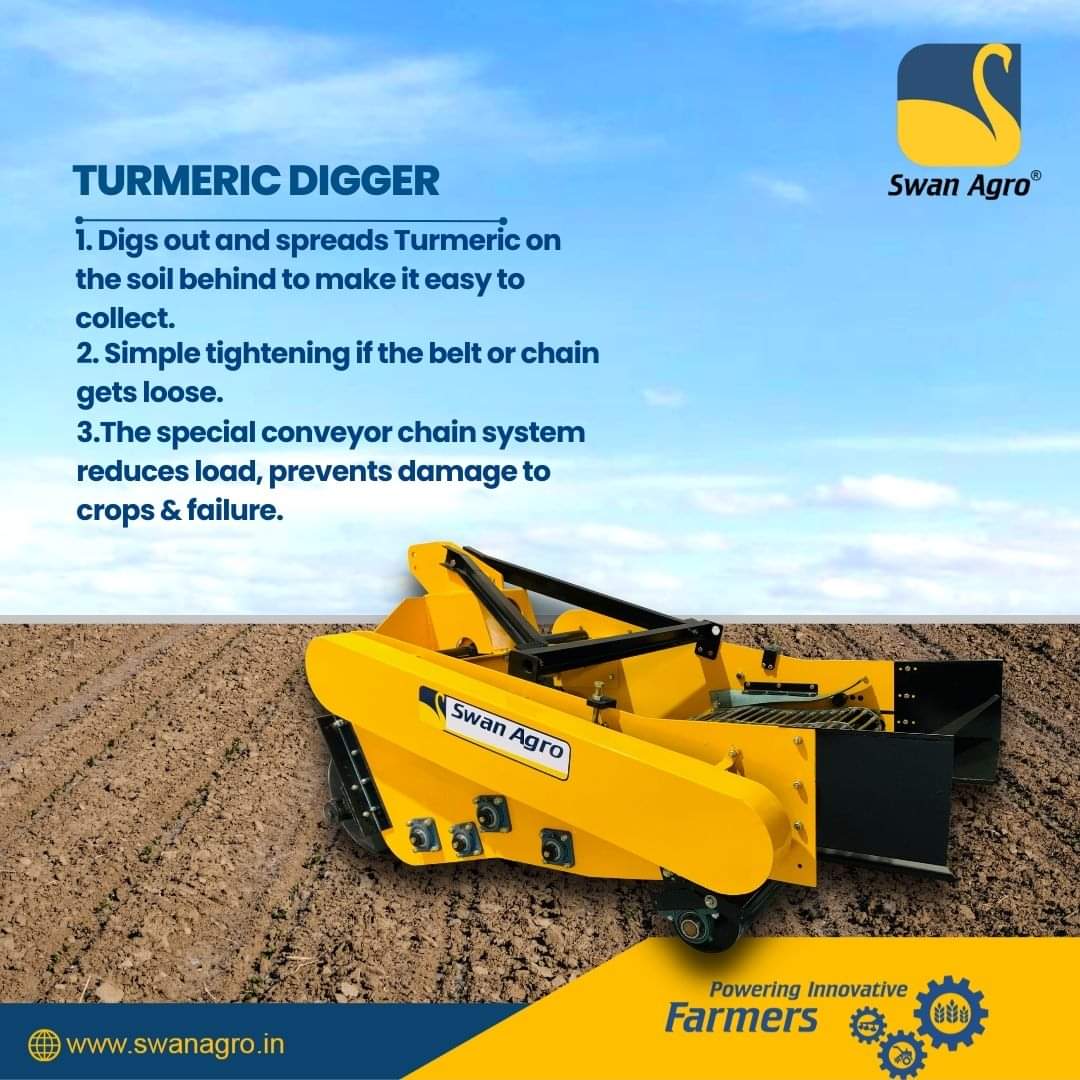 Swan Agro®
TURMERIC DIGGER
1. Digs out and spreads Turmeric on
the soil behind to make it easy to
collect.
2. Simple tightening if the belt or chain
gets loose.
3.The special conveyor chain system
reduces load, prevents damage to
crops & failure.
Swan Agro
Powering Innovative
Farmers
www.swanagro.in